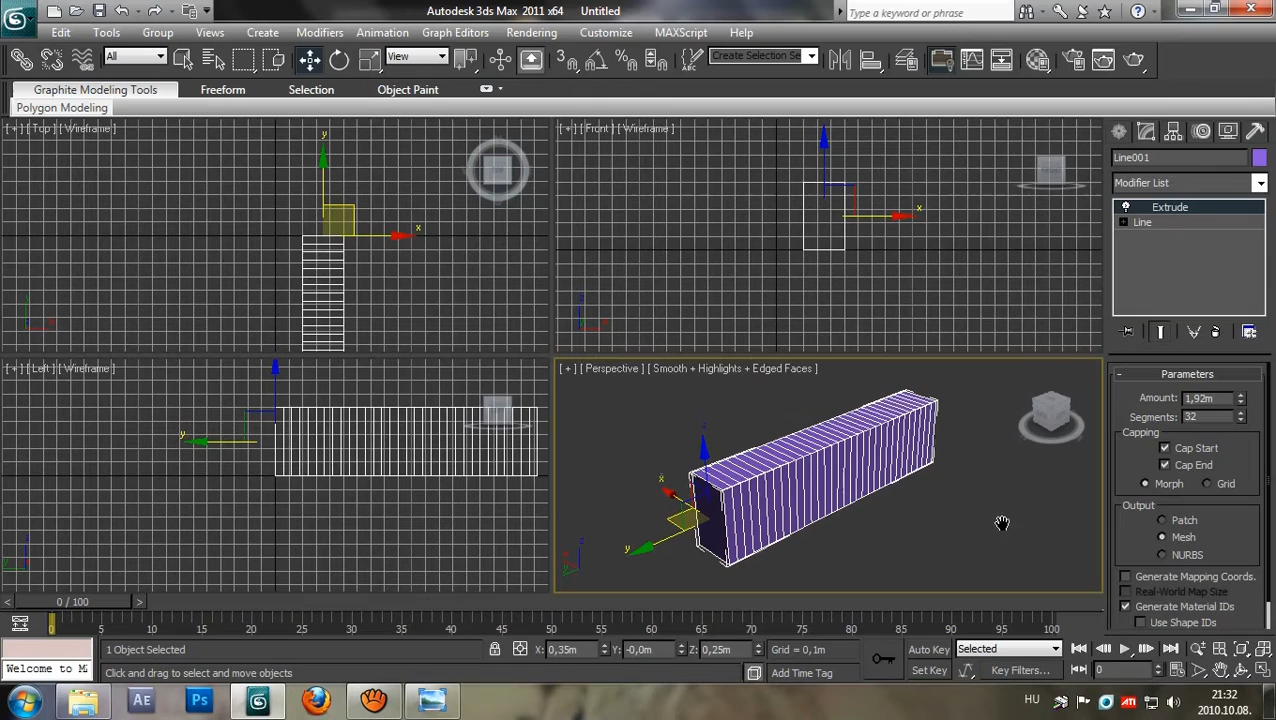 Autodesk 3ds Max 2011 x64 Untitled
Type a keyword or phrase
Edit Tools Group Views Create Modifiers Animation Graph Editors Rendering Customize MAXScript Help
All View Create Selection Se
Graphite Modeling Tools Freeform Selection Object Paint
Polygon Modeling
[ + ] [ Top ] [ Wireframe ]
[ + ] [ Front ] [ Wireframe ]
y
x
x
Line001
Modifier List
Extrude
Line
[ + ] [ Left ] [ Wireframe ]
[ + ] [ Perspective ] [ Smooth + Highlights + Edged Faces ]
y
z
x
y
Parameters
Amount: 1,92m
Segments: 32
Capping
Cap Start
Cap End
Morph Grid
Output
Patch
Mesh
NURBS
Generate Mapping Coords.
Real-World Map Size
Generate Material IDs
Use Shape IDs
< 0 / 100 >
0 5 10 15 20 25 30 35 40 45 50 55 60 65 70 75 80 85 90 95 100
1 Object Selected X: 0,35m Y: -0,0m Z: 0,25m Grid = 0,1m Auto Key Selected
Welcome to M Click and drag to select and move objects Add Time Tag Set Key Key Filters... 0
Ae Ps
HU 21:32
2010.10.08.